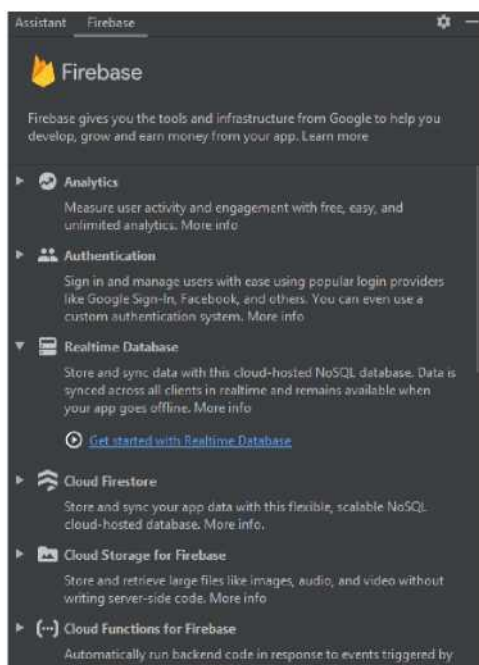 Assistant Firebase
Firebase
Firebase gives you the tools and infrastructure from Google to help you
develop, grow and earn money from your app. Learn more
Analytics
Measure user activity and engagement with free, easy, and
unlimited analytics. More info
Authentication
Sign in and manage users with ease using popular login providers
like Google Sign-In, Facebook, and others. You can even use a
custom authentication system. More info
Realtime Database
Store and sync data with this cloud-hosted NoSQL database. Data is
synced across all clients in realtime and remains available when
your app goes offline. More info
Get started with Realtime Database
Cloud Firestore
Store and sync your app data with this flexible, scalable NoSQL
cloud-hosted database. More info.
Cloud Storage for Firebase
Store and retrieve large files like images, audio, and video without
writing server-side code. More info
Cloud Functions for Firebase
Automatically run backend code in response to events triggered by